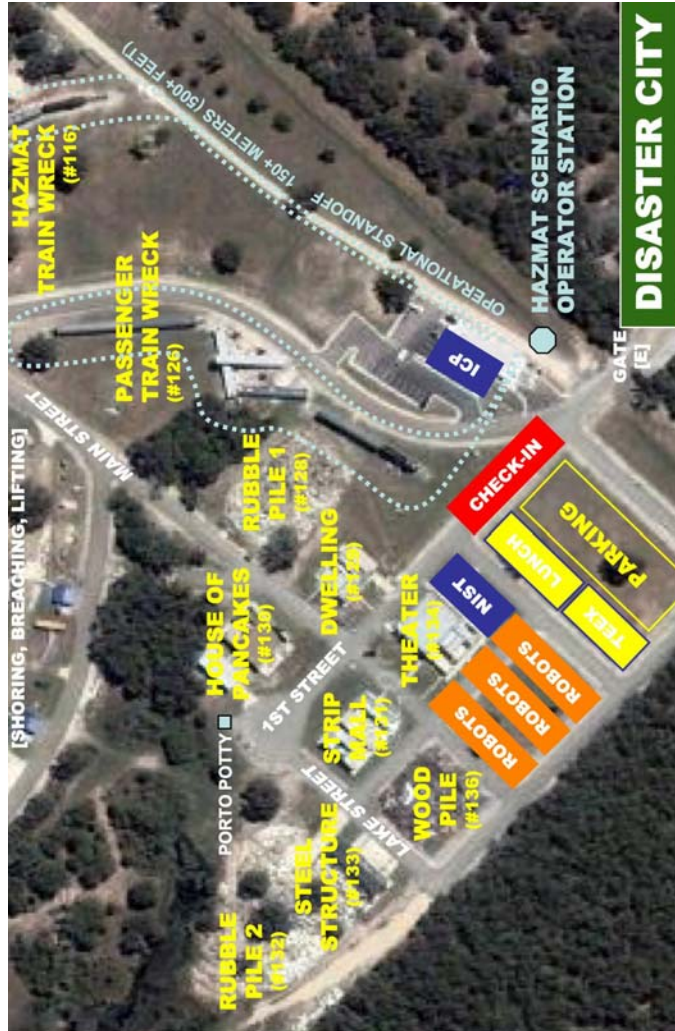 [SHORING, BREACHING, LIFTING]
HAZMAT
TRAIN WRECK
(#116)
MAIN STREET
PASSENGER
TRAIN WRECK
(#126)
PORTO POTTY
HOUSE OF
PANCAKES
(#130)
RUBBLE
PILE 1
(#128)
RUBBLE
PILE 2
(#132)
1ST STREET
DWELLING
STEEL
STRUCTURE
(#133)
STRIP
MALL
LAKE STREET
THEATER
(#134)
WOOD
PILE
(#136)
OPERATIONAL STANDOFF 150+ METERS (500+ FEET)
ICP
NIST
CHECK-IN
ROBOTS
ROBOTS
ROBOTS
LUNCH
TEEX
PARKING
HAZMAT SCENARIO
OPERATOR STATION
GATE
[E]
DISASTER CITY